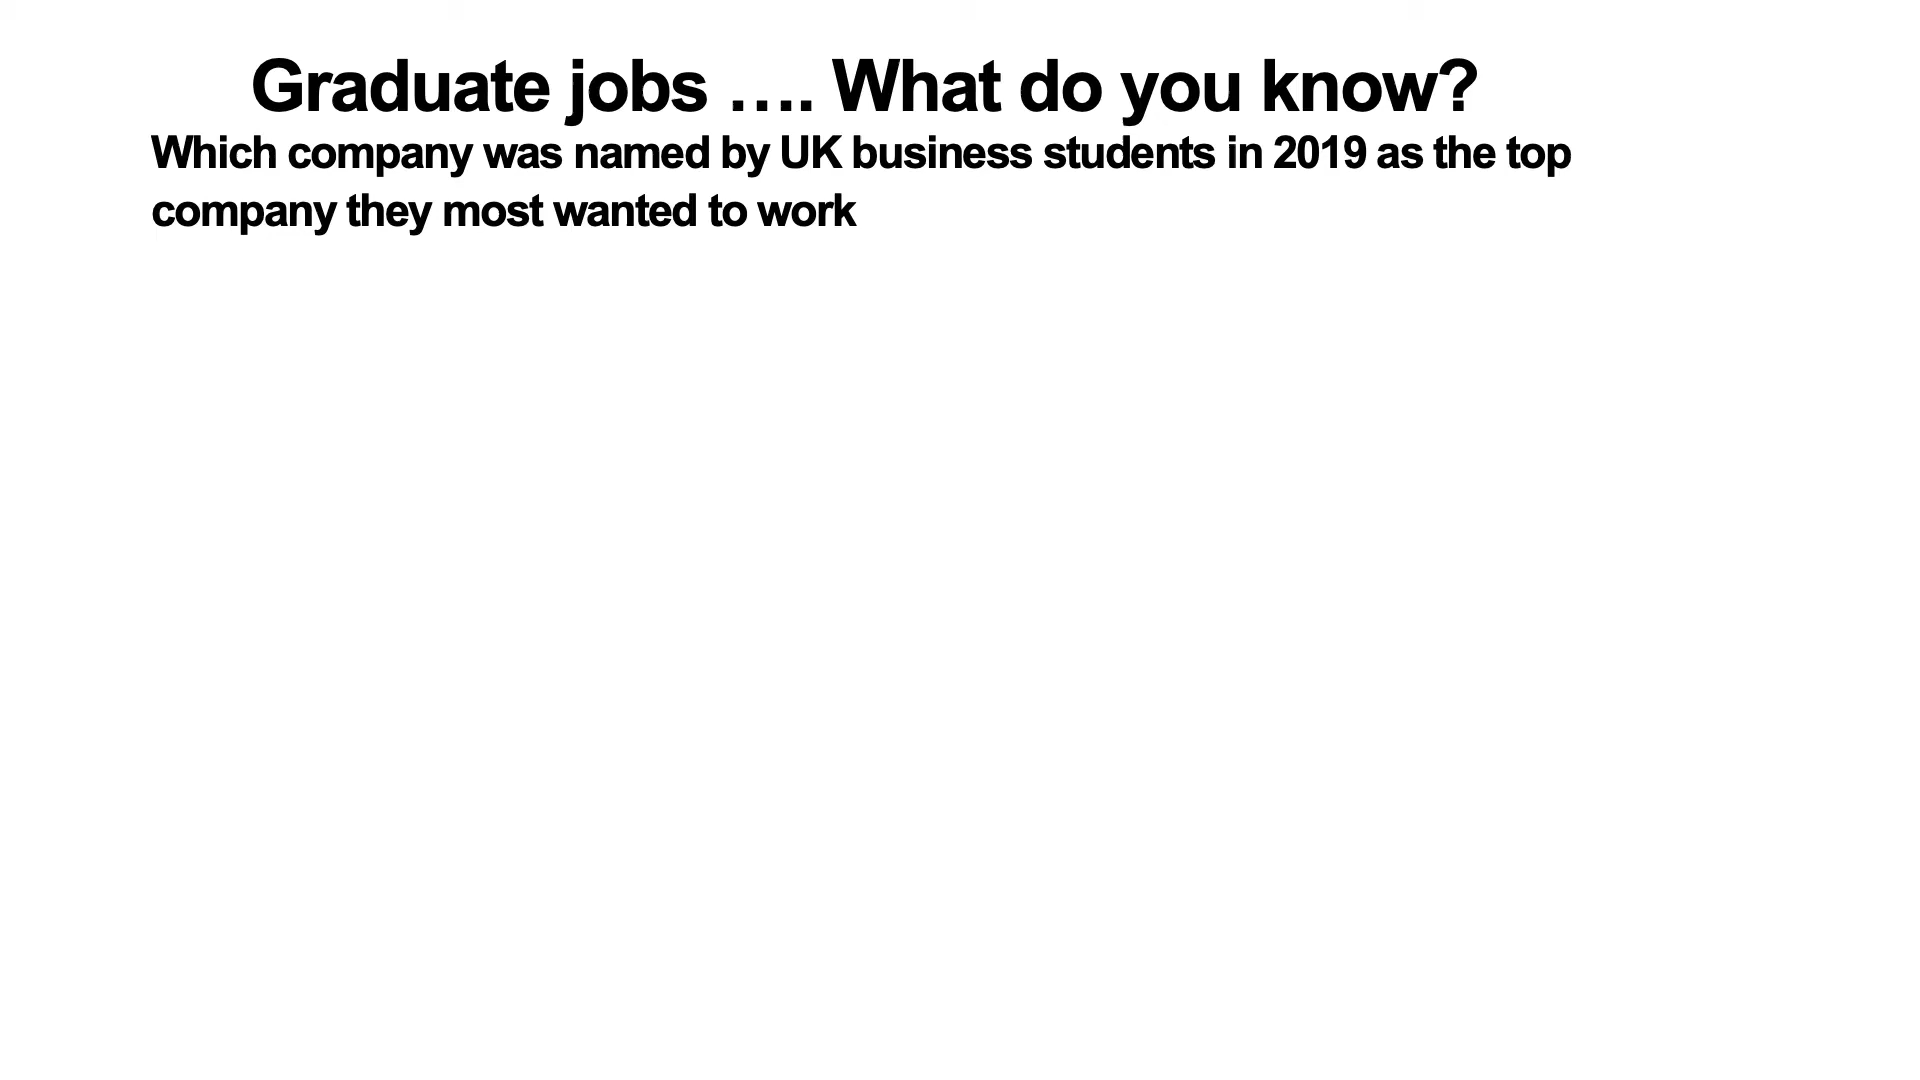 Graduate jobs …. What do you know?
Which company was named by UK business students in 2019 as the top
company they most wanted to work